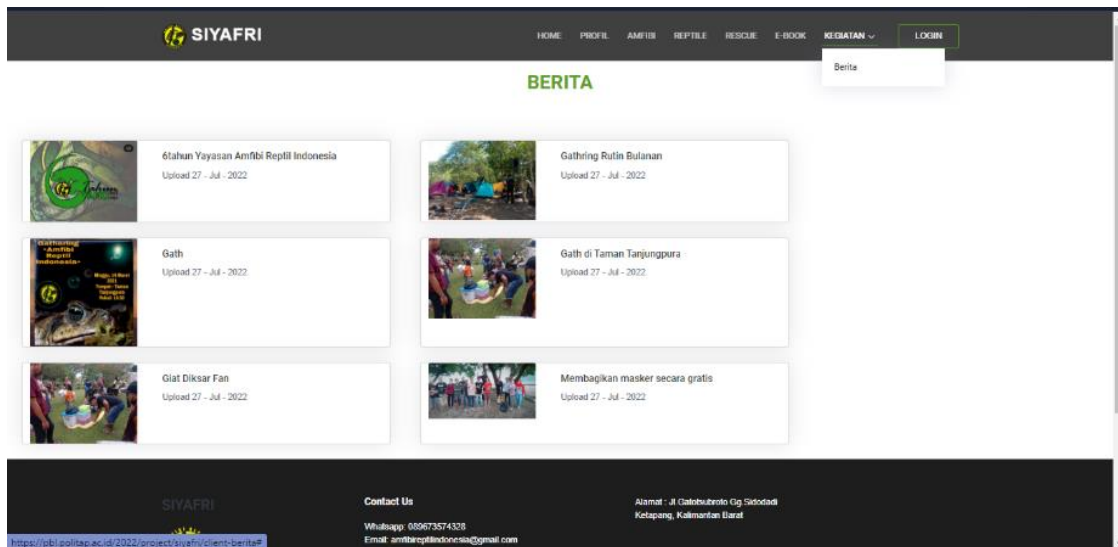 SIYAFRI
HOME PROFIL AMFIBI REPTILE RESCUE E-BOOK KEGIATAN LOGIN
Berita
BERITA
6tahun Yayasan Amfibi Reptil Indonesia
Upload 27 - Jul - 2022
Gathring Rutin Bulanan
Upload 27 - Jul - 2022
Gathering
-Amfibi
Reptil
Indonesia-
Gath
Upload 27 - Jul - 2022
Gath di Taman Tanjungpura
Upload 27 - Jul - 2022
Giat Diksar Fan
Upload 27 - Jul - 2022
Membagikan masker secara gratis
Upload 27 - Jul - 2022
SIYAFRI
Contact Us
Whatsapp: 089673574328
Email: amfibireptilindonesia@gmail.com
Alamat : Jl Gatotsubroto Gg.Sidodadi
Ketapang, Kalimantan Barat
https://pbl.politap.ac.id/2022/project/siyafri/client-berita#